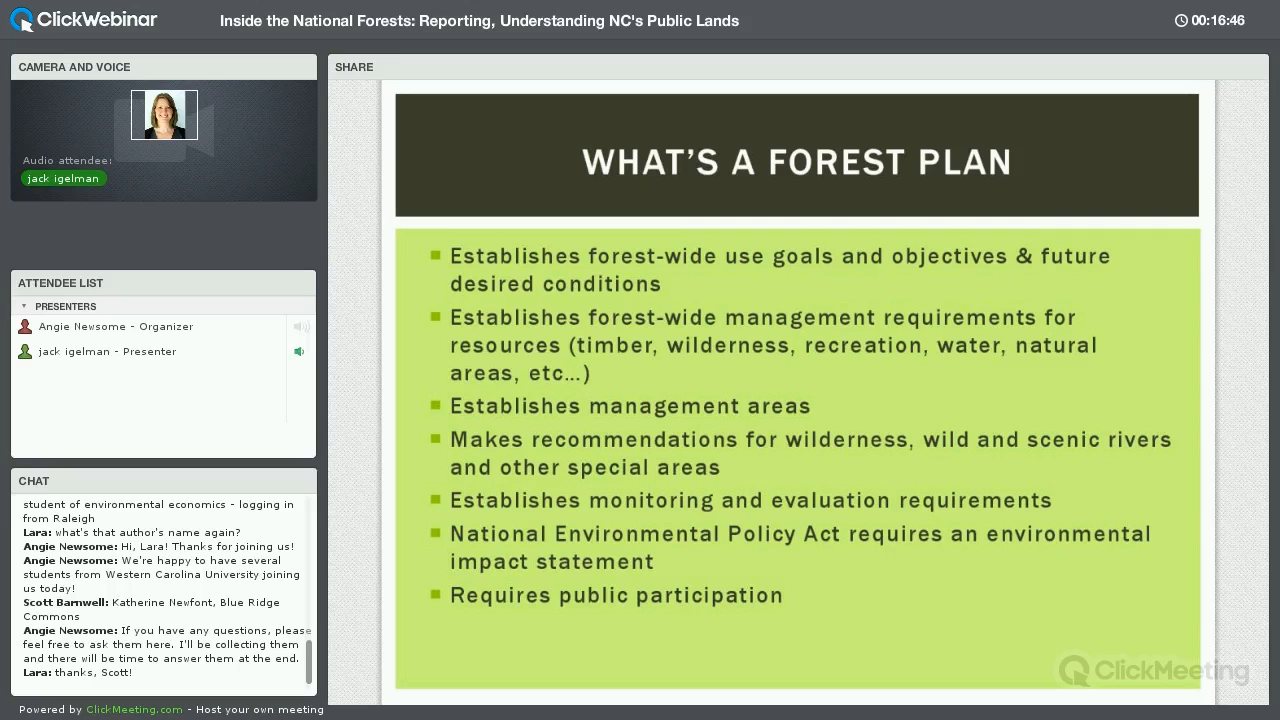 ClickWebinar
Inside the National Forests: Reporting, Understanding NC's Public Lands
00:16:46
CAMERA AND VOICE
Audio attendee:
jack igelman
ATTENDEE LIST
PRESENTERS
Angie Newsome - Organizer
jack igelman - Presenter
CHAT
student of environmental economics - logging in
from Raleigh
Lara: what's that author's name again?
Angie Newsome: Hi, Lara! Thanks for joining us!
Angie Newsome: We're happy to have several
students from Western Carolina University joining
us today!
Scott Barnwell: Katherine Newfont, Blue Ridge
Commons
Angie Newsome: If you have any questions, please
feel free to ask them here. I'll be collecting them
and there will be time to answer them at the end.
Lara: thanks, Scott!
Powered by ClickMeeting.com - Host your own meeting
SHARE
WHAT'S A FOREST PLAN
Establishes forest-wide use goals and objectives & future
desired conditions
Establishes forest-wide management requirements for
resources (timber, wilderness, recreation, water, natural
areas, etc…)
Establishes management areas
Makes recommendations for wilderness, wild and scenic rivers
and other special areas
Establishes monitoring and evaluation requirements
National Environmental Policy Act requires an environmental
impact statement
Requires public participation
ClickMeeting